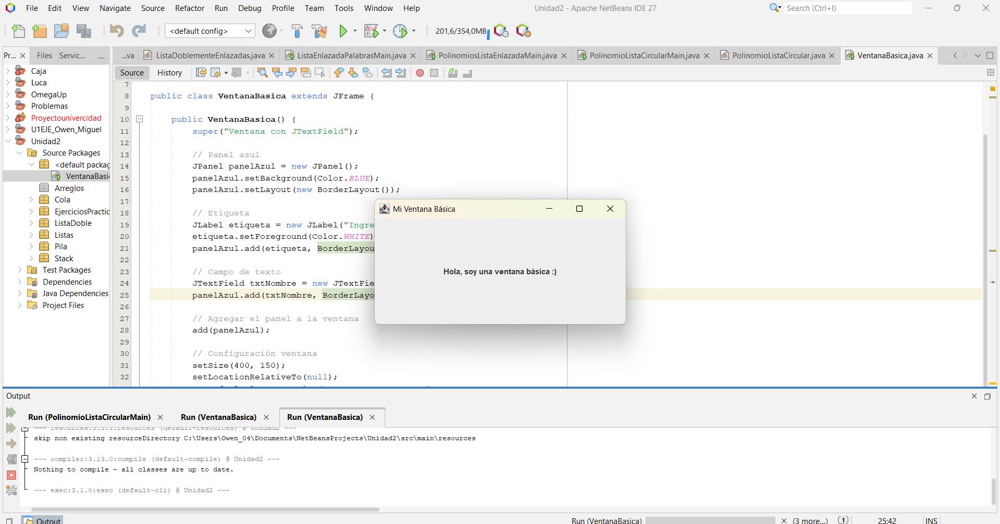 File Edit View Navigate Source Refactor Run Debug Profile Team Tools Window Help
Unidad2 - Apache NetBeans IDE 27
Search (Ctrl+I)
<default config>
201,6/354,0MB
Pr... Files Servic...
...va ListaDoblementeEnlazadas.java ListaEnlazadaPalabrasMain.java PolinomiosListaEnlazadaMain.java PolinomioListaCircularMain.java PolinomioListaCircular.java VentanaBasica.java
Source History
Caja
Luca
OmegaUp
Problemas
Proyectounivercidad
U1EJE_Owen_Miguel
Unidad2
Source Packages
<default packag
VentanaBasi
Arreglos
Cola
EjerciciosPractic
ListaDoble
Listas
Pila
Stack
Test Packages
Dependencies
Java Dependencies
Project Files
7
8 public class VentanaBasica extends JFrame {
9
10 public VentanaBasica() {
11 super("Ventana con JTextField");
12
13 // Panel azul
14 JPanel panelAzul = new JPanel();
15 panelAzul.setBackground(Color.BLUE);
16 panelAzul.setLayout(new BorderLayout());
17
18 // Etiqueta
19 JLabel etiqueta = new JLabel("Ingre
20 etiqueta.setForeground(Color.WHITE)
21 panelAzul.add(etiqueta, BorderLayou
22
23 // Campo de texto
24 JTextField txtNombre = new JTextFie
25 panelAzul.add(txtNombre, BorderLayo
26
27 // Agregar el panel a la ventana
28 add(panelAzul);
29
30 // Configuración ventana
31 setSize(400, 150);
32 setLocationRelativeTo(null);
Mi Ventana Básica
Hola, soy una ventana básica :)
Output
Run (PolinomioListaCircularMain) Run (VentanaBasica) Run (VentanaBasica)
--- resources:3.3.1:resources (default-resources) @ Unidad2 ---
skip non existing resourceDirectory C:\Users\Owen_04\Documents\NetBeansProjects\Unidad2\src\main\resources
--- compiler:3.13.0:compile (default-compile) @ Unidad2 ---
Nothing to compile - all classes are up to date.
--- exec:3.1.0:exec (default-cli) @ Unidad2 ---
Output
Run (VentanaBasica) (3 more...) 1 25:42 INS